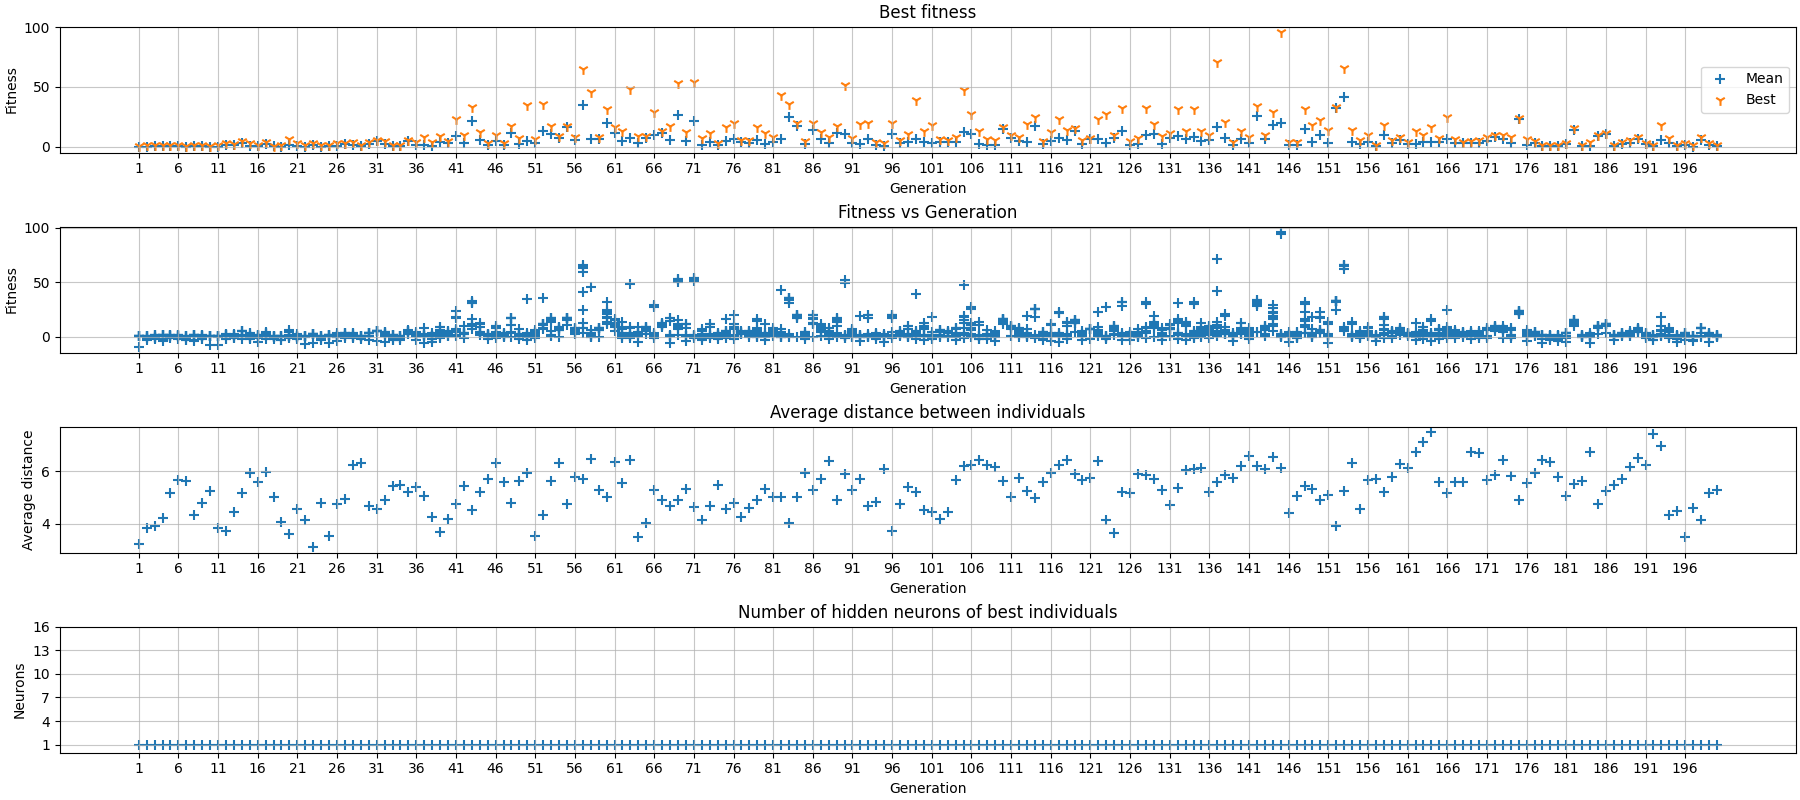 Best fitness
Fitness
100
50
0
Mean
Best
1 6 11 16 21 26 31 36 41 46 51 56 61 66 71 76 81 86 91 96 101 106 111 116 121 126 131 136 141 146 151 156 161 166 171 176 181 186 191 196
Generation
Fitness vs Generation
Fitness
100
50
0
1 6 11 16 21 26 31 36 41 46 51 56 61 66 71 76 81 86 91 96 101 106 111 116 121 126 131 136 141 146 151 156 161 166 171 176 181 186 191 196
Generation
Average distance between individuals
Average distance
6
4
1 6 11 16 21 26 31 36 41 46 51 56 61 66 71 76 81 86 91 96 101 106 111 116 121 126 131 136 141 146 151 156 161 166 171 176 181 186 191 196
Generation
Number of hidden neurons of best individuals
Neurons
16
13
10
7
4
1
1 6 11 16 21 26 31 36 41 46 51 56 61 66 71 76 81 86 91 96 101 106 111 116 121 126 131 136 141 146 151 156 161 166 171 176 181 186 191 196
Generation